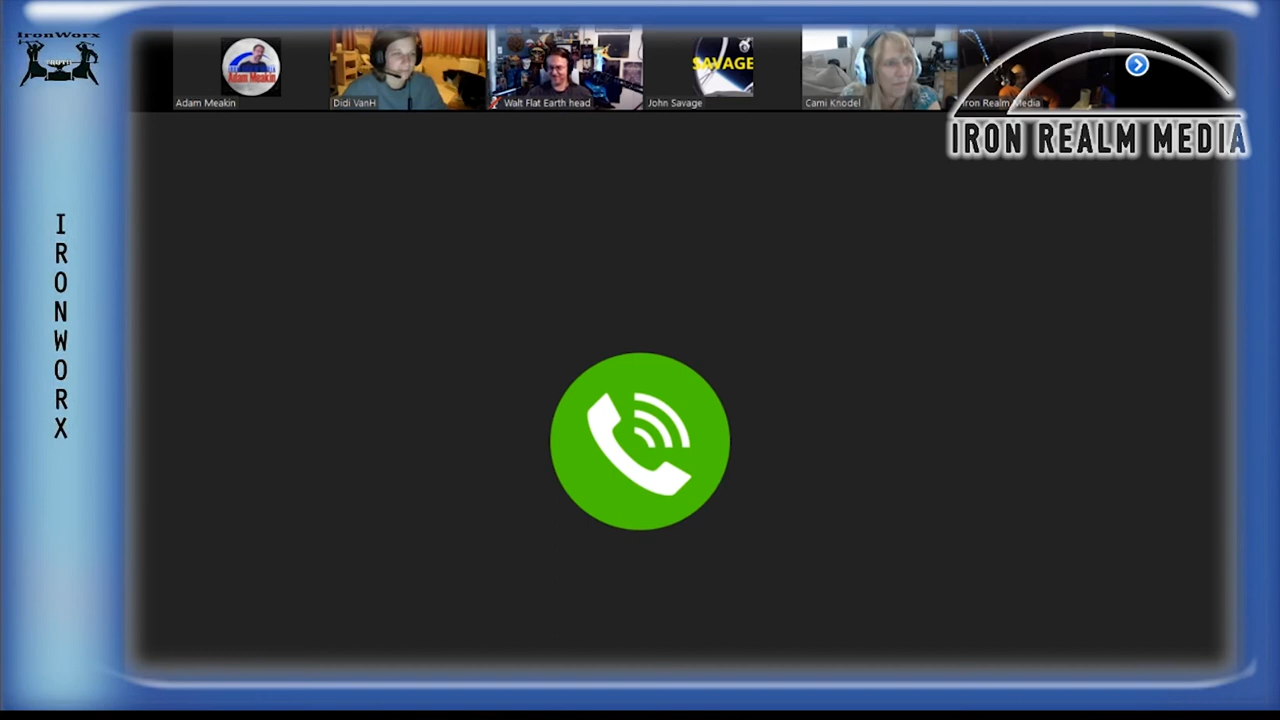 IronWorx
Adam Meakin
Adam Meakin
Didi VanH
Walt Flat Earth head
SAVAGE
John Savage
Cami Knodel
Iron Realm Media
IRON REALM MEDIA
IRONWORX